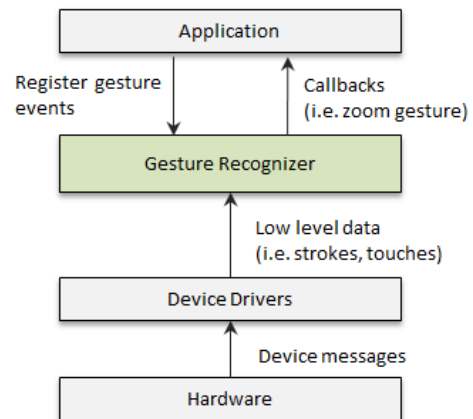 Application
Register gesture
events
Callbacks
(i.e. zoom gesture)
Gesture Recognizer
Low level data
(i.e. strokes, touches)
Device Drivers
Device messages
Hardware